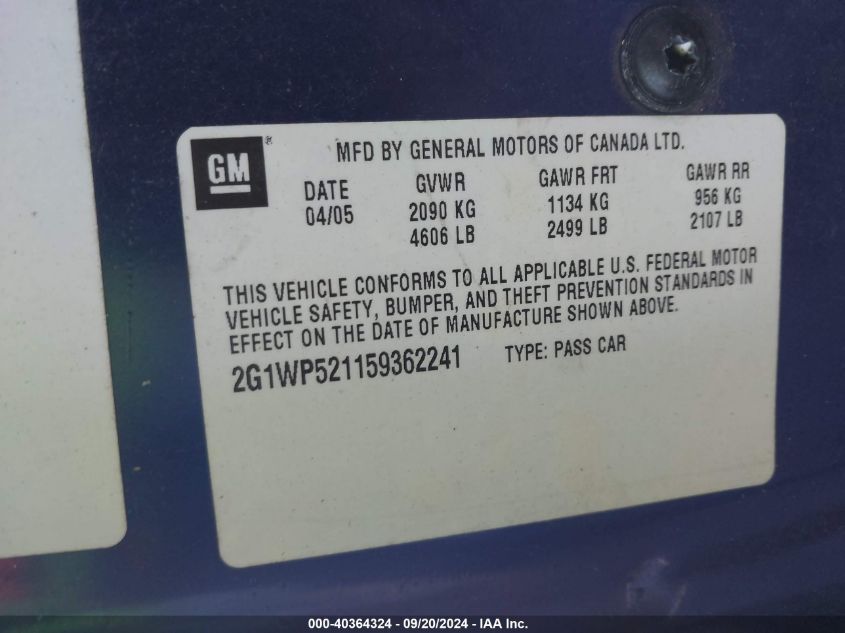 GM®
MFD BY GENERAL MOTORS OF CANADA LTD.
DATE GVWR GAWR FRT GAWR RR
04/05 2090 KG 1134 KG 956 KG
4606 LB 2499 LB 2107 LB
THIS VEHICLE CONFORMS TO ALL APPLICABLE U.S. FEDERAL MOTOR
VEHICLE SAFETY, BUMPER, AND THEFT PREVENTION STANDARDS IN
EFFECT ON THE DATE OF MANUFACTURE SHOWN ABOVE.
2G1WP521159362241 TYPE: PASS CAR
000-40364324 - 09/20/2024 - IAA Inc.